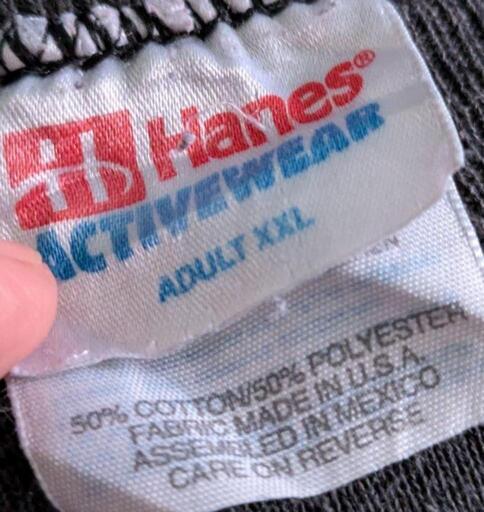 Hanes®
ACTIVEWEAR
ADULT XXL
50% COTTON/50% POLYESTER
FABRIC MADE IN U.S.A.
ASSEMBLED IN MEXICO
CARE ON REVERSE